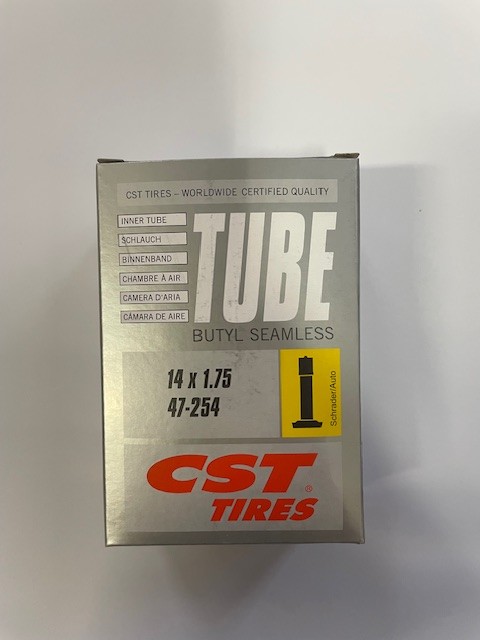 CST TIRES – WORLDWIDE CERTIFIED QUALITY
INNER TUBE
SCHLAUCH
BINNENBAND
CHAMBRE À AIR
CAMERA D'ARIA
CÁMARA DE AIRE
TUBE
BUTYL SEAMLESS
14 x 1.75
47-254
Schrader/Auto
CST
TIRES®